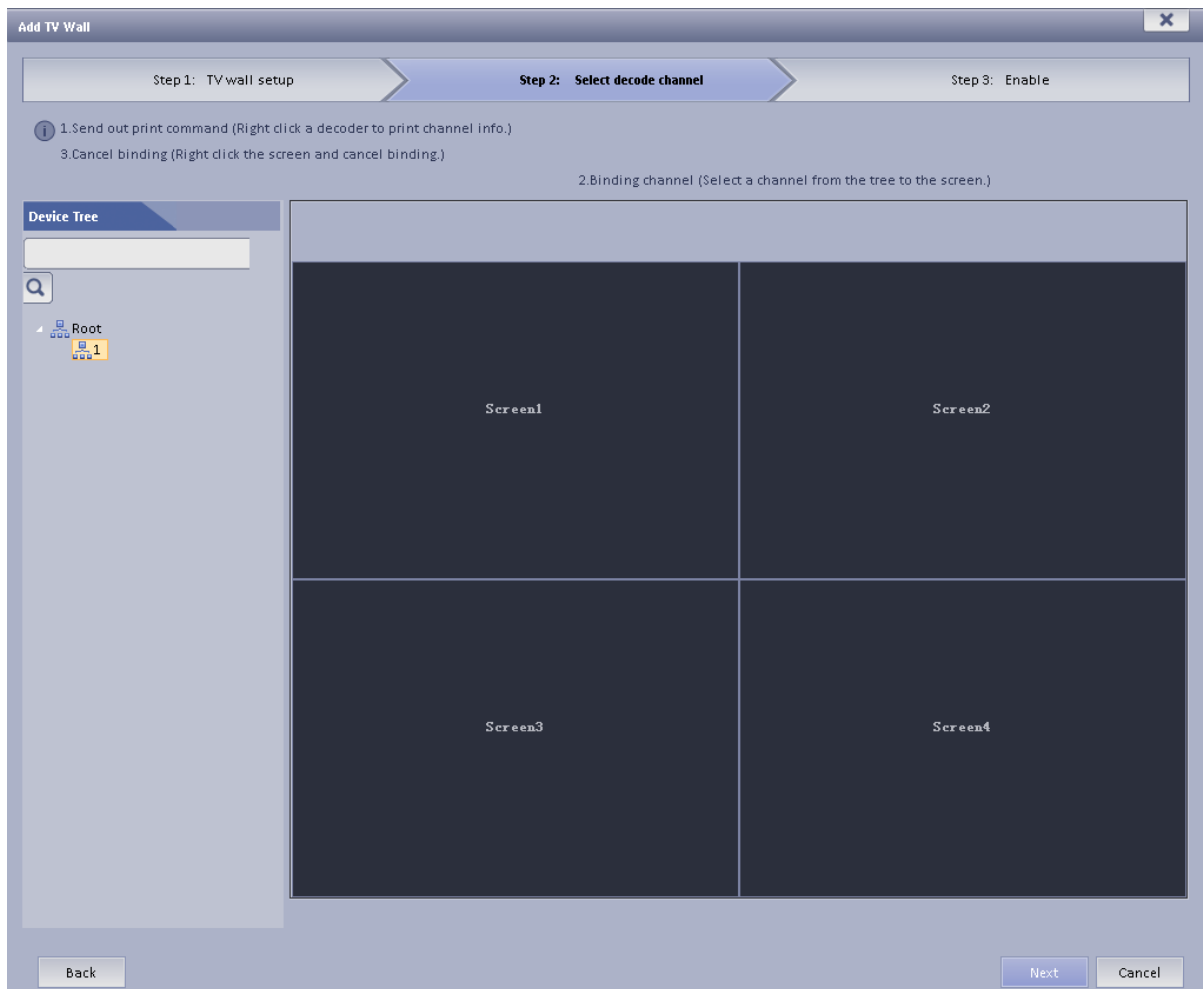 Add TV Wall
Step 1: TV wall setup
Step 2: Select decode channel
Step 3: Enable
1.Send out print command (Right click a decoder to print channel info.)
3.Cancel binding (Right click the screen and cancel binding.)
2.Binding channel (Select a channel from the tree to the screen.)
Device Tree
Root
1
Screen1
Screen2
Screen3
Screen4
Back
Next
Cancel